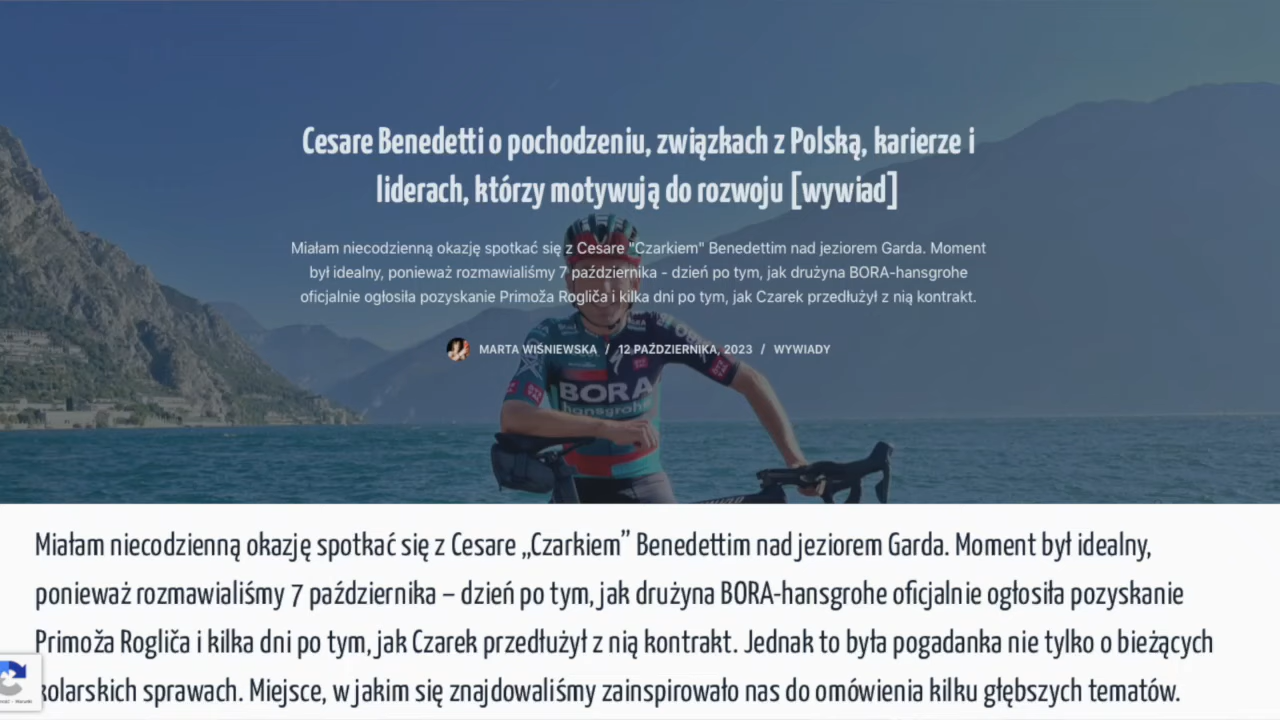 Cesare Benedetti o pochodzeniu, związkach z Polską, karierze i
liderach, którzy motywują do rozwoju [wywiad]
Miałam niecodzienną okazję spotkać się z Cesare "Czarkiem" Benedettim nad jeziorem Garda. Moment
był idealny, ponieważ rozmawialiśmy 7 października - dzień po tym, jak drużyna BORA-hansgrohe
oficjalnie ogłosiła pozyskanie Primoža Rogliča i kilka dni po tym, jak Czarek przedłużył z nią kontrakt.
MARTA WIŚNIEWSKA / 12 PAŹDZIERNIKA, 2023 / WYWIADY
BORA
hansgrohe
Miałam niecodzienną okazję spotkać się z Cesare „Czarkiem” Benedettim nad jeziorem Garda. Moment był idealny,
ponieważ rozmawialiśmy 7 października – dzień po tym, jak drużyna BORA-hansgrohe oficjalnie ogłosiła pozyskanie
Primoža Rogliča i kilka dni po tym, jak Czarek przedłużył z nią kontrakt. Jednak to była pogadanka nie tylko o bieżących
kolarskich sprawach. Miejsce, w jakim się znajdowaliśmy zainspirowało nas do omówienia kilku głębszych tematów.